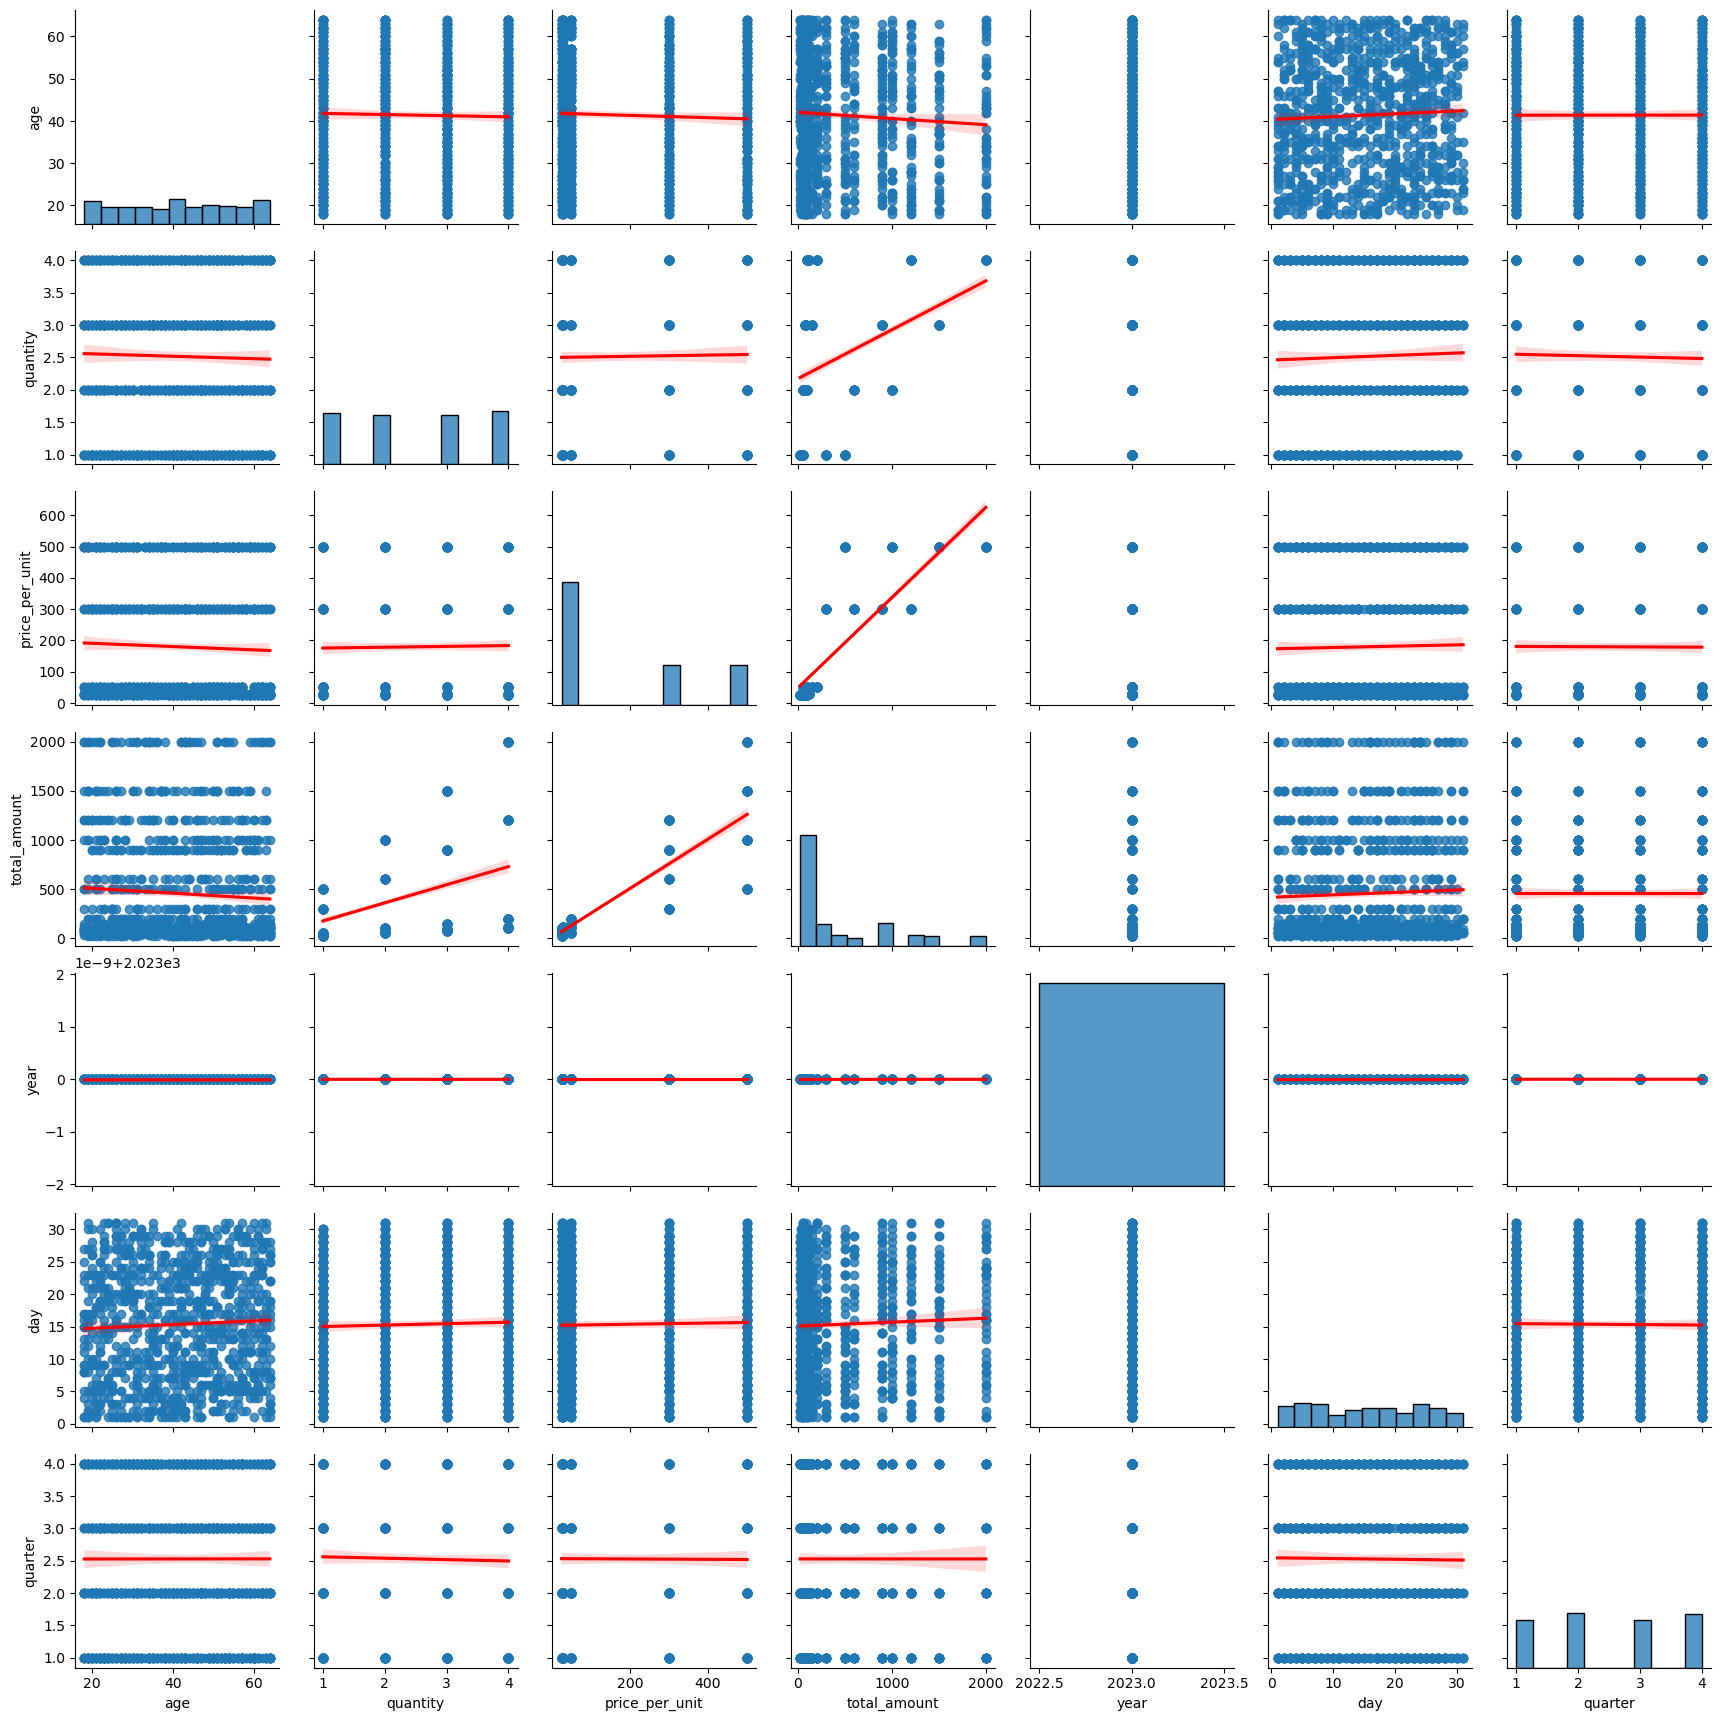 60
50
40
30
20
age
4.0
3.5
3.0
2.5
2.0
1.5
1.0
quantity
600
500
400
300
200
100
0
price_per_unit
2000
1500
1000
500
0
total_amount
1e−9+2.023e3
2
1
0
−1
−2
year
30
25
20
15
10
5
0
day
4.0
3.5
3.0
2.5
2.0
1.5
1.0
quarter
20 40 60
age
1 2 3 4
quantity
200 400
price_per_unit
0 1000 2000
total_amount
2022.5 2023.0 2023.5
year
0 10 20 30
day
1 2 3 4
quarter